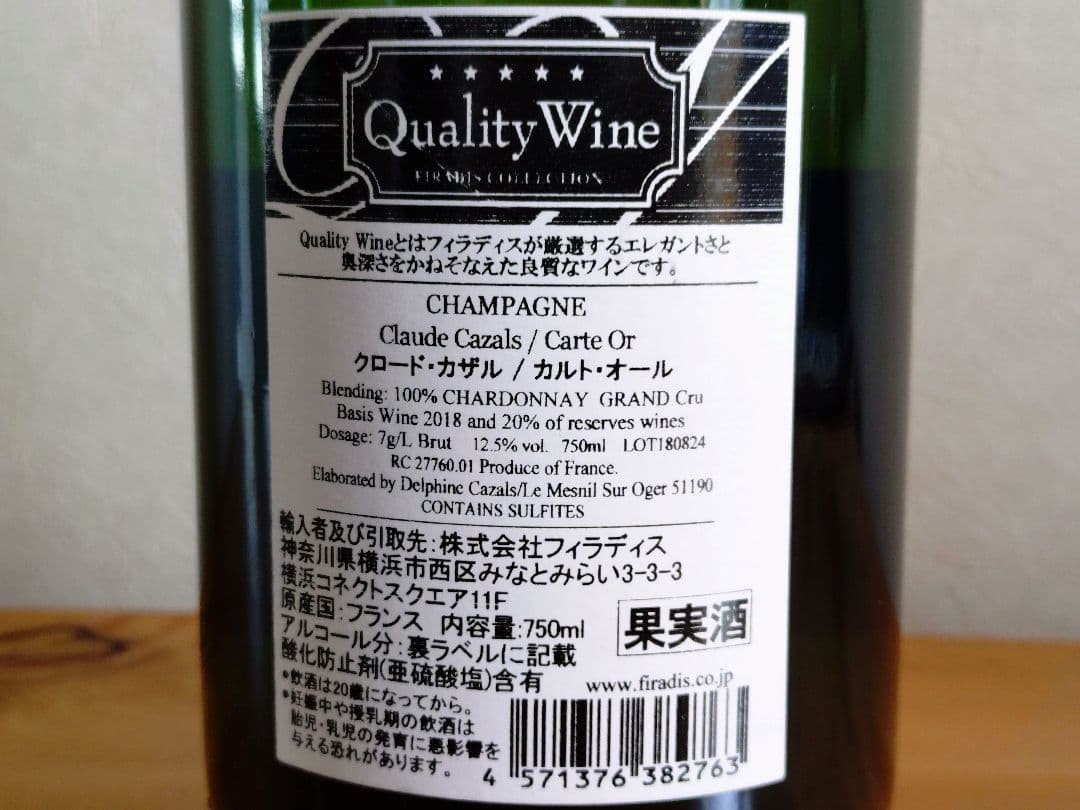 ★★★★★
Quality Wine
FIRADIS COLLECTION
Quality Wineとはフィラディスが厳選するエレガントさと
奥深さをかねそなえた良質なワインです。
CHAMPAGNE
Claude Cazals / Carte Or
クロード・カザル / カルト・オール
Blending: 100% CHARDONNAY GRAND Cru
Basis Wine 2018 and 20% of reserves wines
Dosage: 7g/L Brut 12.5% vol. 750ml LOT180824
RC 27760.01 Produce of France.
Elaborated by Delphine Cazals/Le Mesnil Sur Oger 51190
CONTAINS SULFITES
輸入者及び引取先:株式会社フィラディス
神奈川県横浜市西区みなとみらい3-3-3
横浜コネクトスクエア11F
原産国:フランス 内容量:750ml
アルコール分:裏ラベルに記載
酸化防止剤(亜硫酸塩)含有
果実酒
www.firadis.co.jp
*飲酒は20歳になってから。
*妊娠中や授乳期の飲酒は
胎児・乳児の発育に悪影響を
与える恐れがあります。
4 571376 382763